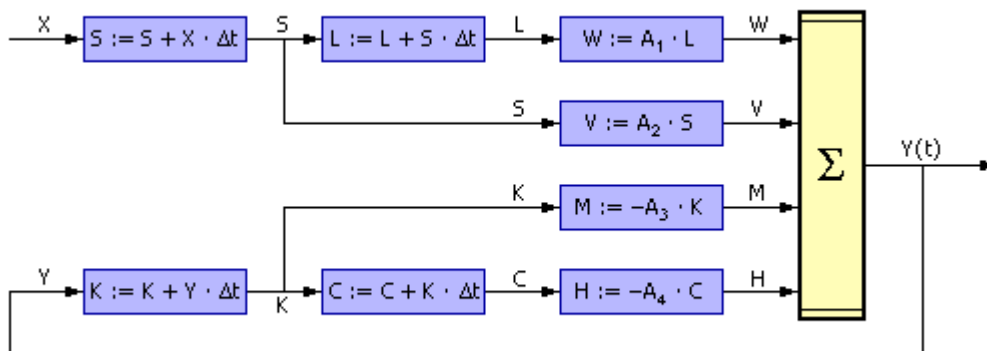 X
S := S + X · Δt
S
L := L + S · Δt
L
W := A₁ · L
W
S
V := A₂ · S
V
Σ
Y(t)
K
M := −A₃ · K
M
Y
K := K + Y · Δt
K
C := C + K · Δt
C
H := −A₄ · C
H